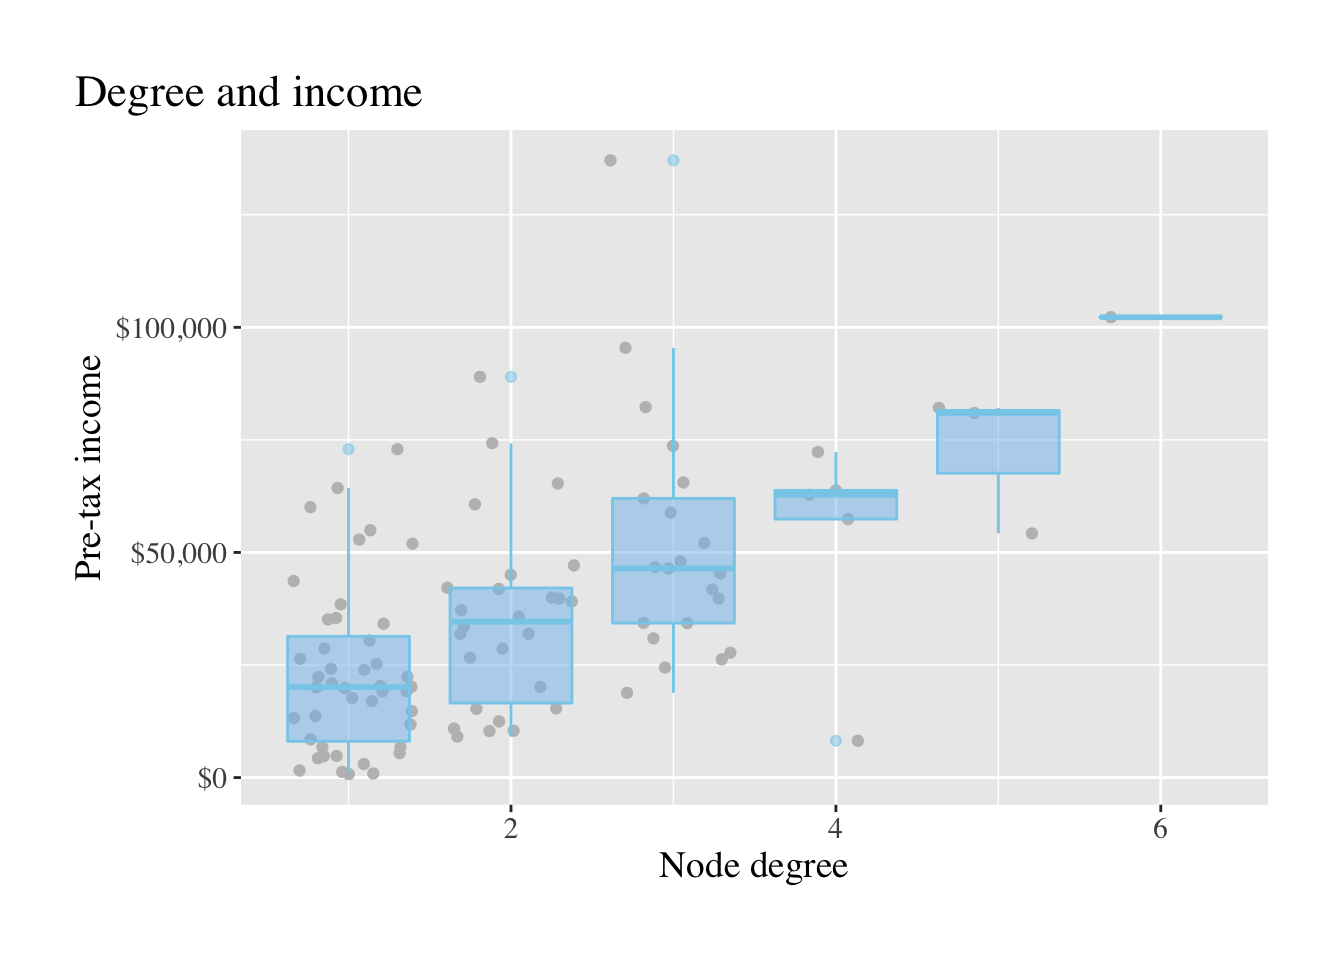 Degree and income
Pre-tax income
$100,000
$50,000
$0
2 4 6
Node degree